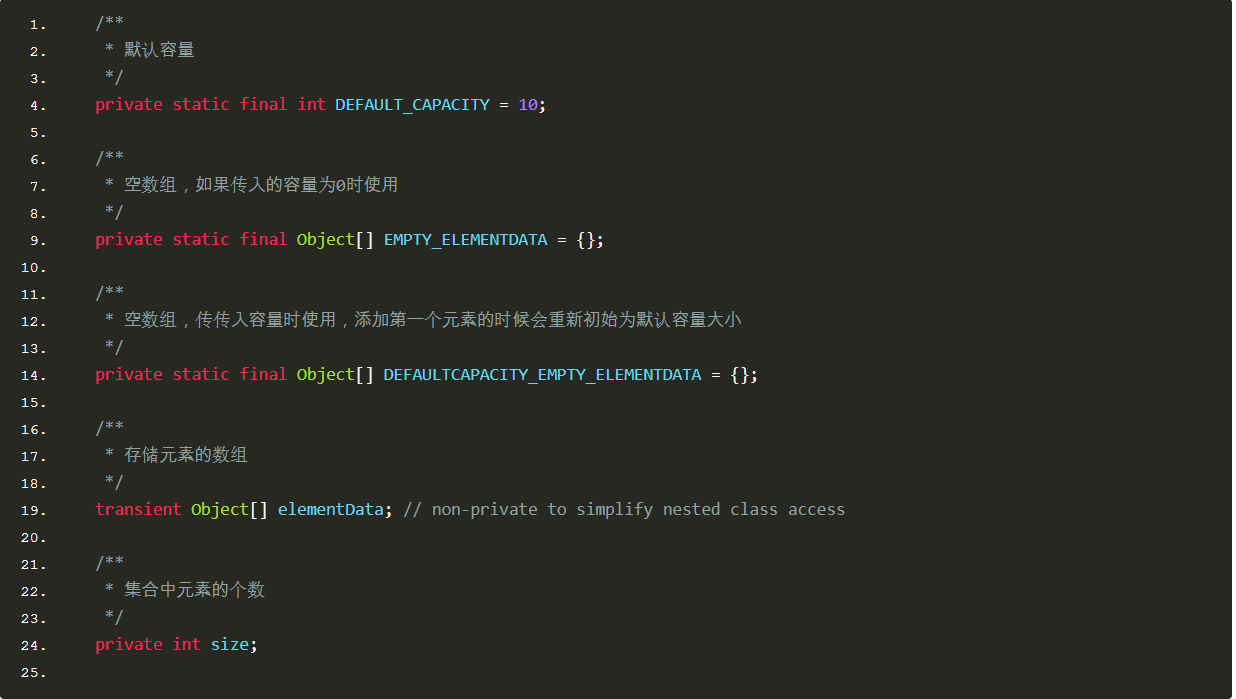 1. /**
2. * 默认容量
3. */
4. private static final int DEFAULT_CAPACITY = 10;
5.
6. /**
7. * 空数组，如果传入的容量为0时使用
8. */
9. private static final Object[] EMPTY_ELEMENTDATA = {};
10.
11. /**
12. * 空数组，传传入容量时使用，添加第一个元素的时候会重新初始为默认容量大小
13. */
14. private static final Object[] DEFAULTCAPACITY_EMPTY_ELEMENTDATA = {};
15.
16. /**
17. * 存储元素的数组
18. */
19. transient Object[] elementData; // non-private to simplify nested class access
20.
21. /**
22. * 集合中元素的个数
23. */
24. private int size;
25.